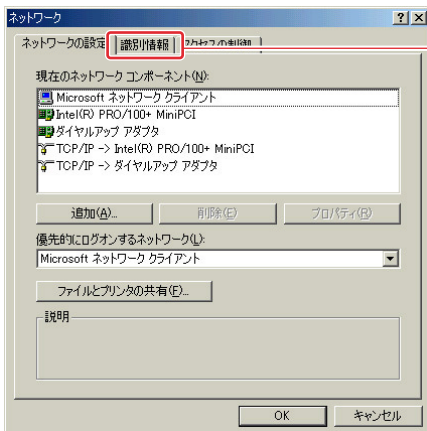 ネットワーク
ネットワークの設定 識別情報 アクセスの制御
現在のネットワーク コンポーネント(N):
Microsoft ネットワーク クライアント
Intel(R) PRO/100+ MiniPCI
ダイヤルアップ アダプタ
TCP/IP -> Intel(R) PRO/100+ MiniPCI
TCP/IP -> ダイヤルアップ アダプタ
追加(A)... 削除(E) プロパティ(R)
優先的にログオンするネットワーク(L):
Microsoft ネットワーク クライアント
ファイルとプリンタの共有(F)...
説明
OK キャンセル